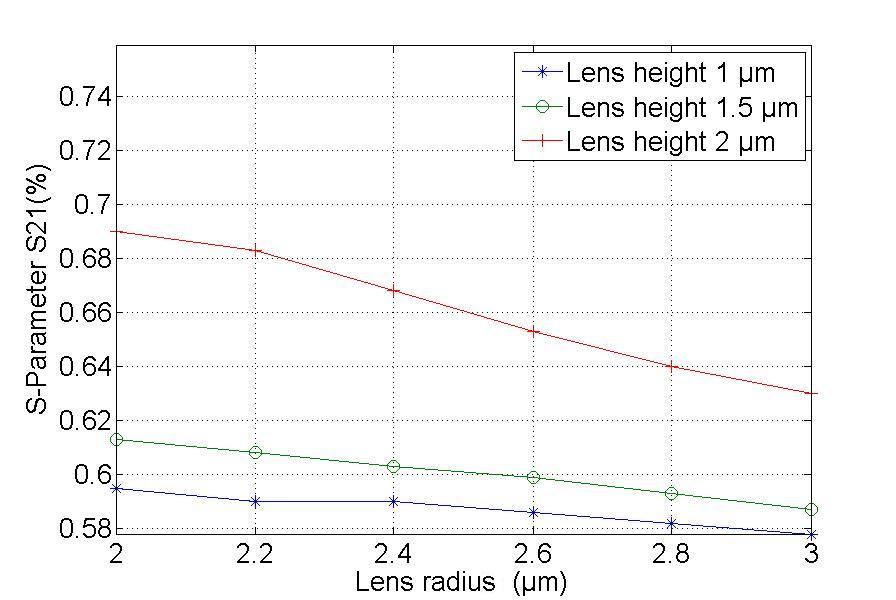 Lens height 1 µm
Lens height 1.5 µm
Lens height 2 µm
S-Parameter S21(%)
0.74
0.72
0.7
0.68
0.66
0.64
0.62
0.6
0.58
2 2.2 2.4 2.6 2.8 3
Lens radius (µm)